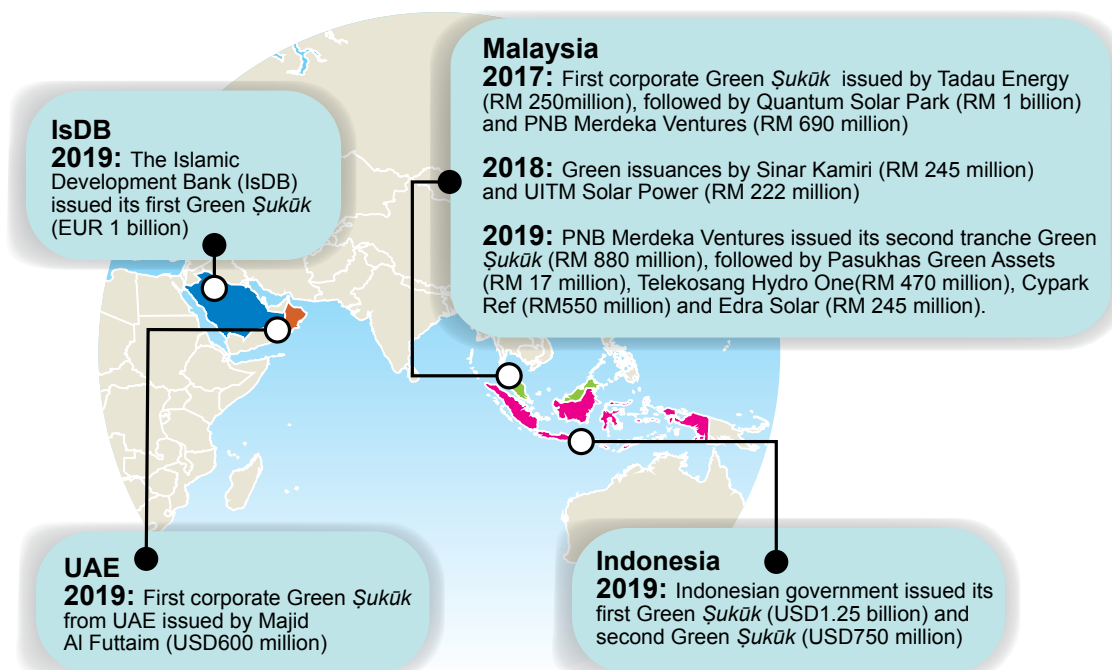 Malaysia
2017: First corporate Green Ṣukūk issued by Tadau Energy
(RM 250million), followed by Quantum Solar Park (RM 1 billion)
and PNB Merdeka Ventures (RM 690 million)
2018: Green issuances by Sinar Kamiri (RM 245 million)
and UITM Solar Power (RM 222 million)
2019: PNB Merdeka Ventures issued its second tranche Green
Ṣukūk (RM 880 million), followed by Pasukhas Green Assets
(RM 17 million), Telekosang Hydro One(RM 470 million), Cypark
Ref (RM550 million) and Edra Solar (RM 245 million).
IsDB
2019: The Islamic
Development Bank (IsDB)
issued its first Green Ṣukūk
(EUR 1 billion)
UAE
2019: First corporate Green Ṣukūk
from UAE issued by Majid
Al Futtaim (USD600 million)
Indonesia
2019: Indonesian government issued its
first Green Ṣukūk (USD1.25 billion) and
second Green Ṣukūk (USD750 million)